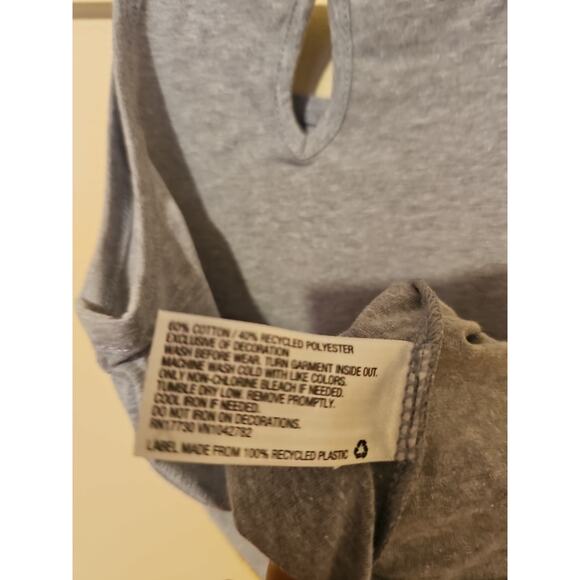 60% COTTON / 40% RECYCLED POLYESTER
EXCLUSIVE OF DECORATION
WASH BEFORE WEAR. TURN GARMENT INSIDE OUT.
MACHINE WASH COLD WITH LIKE COLORS.
ONLY NON-CHLORINE BLEACH IF NEEDED.
TUMBLE DRY LOW. REMOVE PROMPTLY.
COOL IRON IF NEEDED.
DO NOT IRON ON DECORATIONS.
RN17730 VN1042782
LABEL MADE FROM 100% RECYCLED PLASTIC